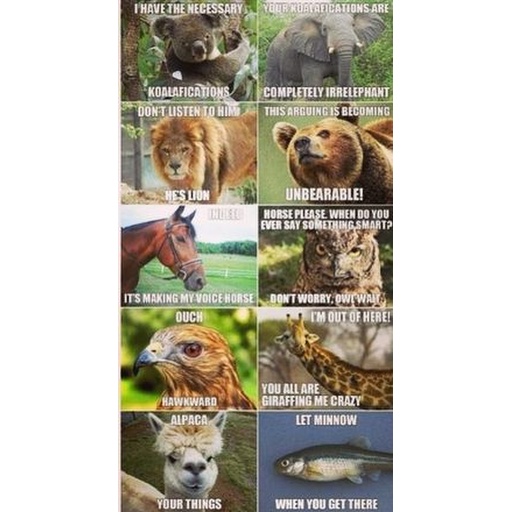 I HAVE THE NECESSARY
KOALAFICATIONS
YOUR KOALAFICATIONS ARE
COMPLETELY IRRELEPHANT
DON'T LISTEN TO HIM!
HE'S LION
THIS ARGUING IS BECOMING
UNBEARABLE!
INDEED
IT'S MAKING MY VOICE HORSE
HORSE PLEASE, WHEN DO YOU
EVER SAY SOMETHING SMART?
DON'T WORRY, OWL WAIT
OUCH
HAWKWARD
I'M OUT OF HERE!
YOU ALL ARE
GIRAFFING ME CRAZY
ALPACA
YOUR THINGS
LET MINNOW
WHEN YOU GET THERE